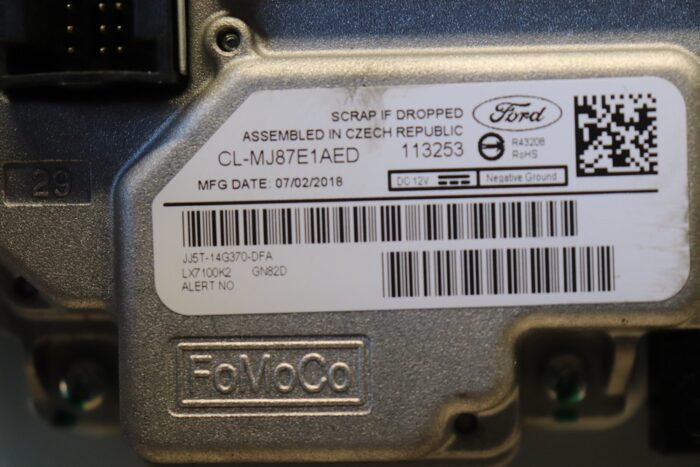 SCRAP IF DROPPED
Ford
ASSEMBLED IN CZECH REPUBLIC
CL-MJ87E1AED 113253
R43208
RoHS
MFG DATE: 07/02/2018
DC 12V
Negative Ground
29
JJ5T-14G370-DFA
LX7100K2 GN82D
ALERT NO
FoMoCo